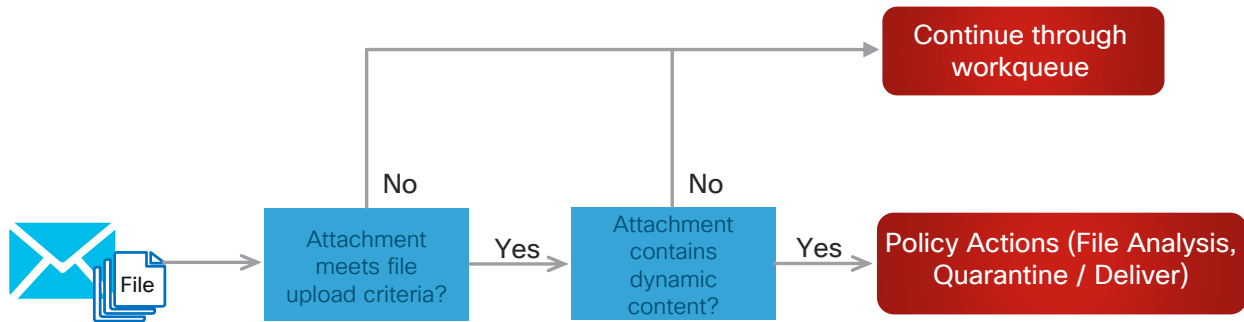 Continue through
workqueue
No
No
File
Attachment
meets file
upload criteria?
Yes
Attachment
contains
dynamic
content?
Yes
Policy Actions (File Analysis,
Quarantine / Deliver)